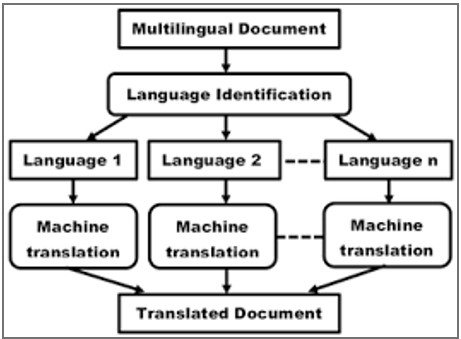 Multilingual Document
Language Identification
Language 1
Language 2
Language n
Machine
translation
Machine
translation
Machine
translation
Translated Document